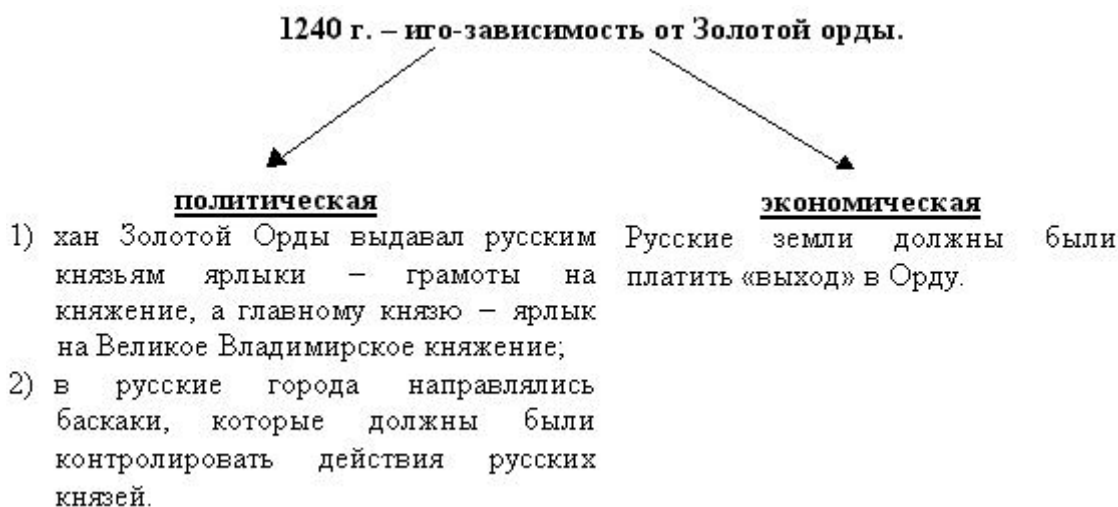 1240 г. – иго-зависимость от Золотой орды.
политическая
1) хан Золотой Орды выдавал русским
князьям ярлыки – грамоты на
княжение, а главному князю – ярлык
на Великое Владимирское княжение;
2) в русские города направлялись
баскаки, которые должны были
контролировать действия русских
князей.
экономическая
Русские земли должны были
платить «выход» в Орду.